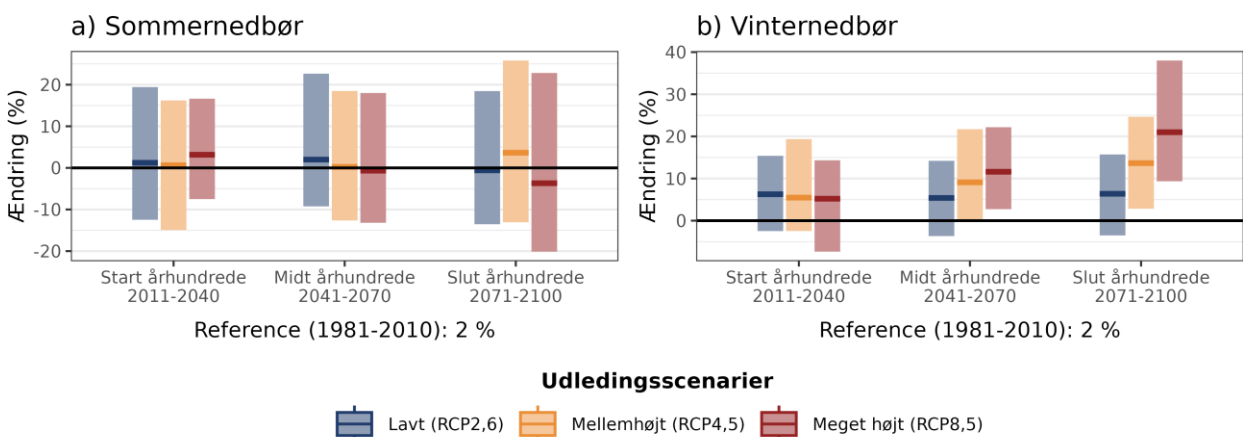 a) Sommernedbør
Ændring (%)
20
10
0
-10
-20
Start århundrede
2011-2040
Midt århundrede
2041-2070
Slut århundrede
2071-2100
Reference (1981-2010): 2 %
b) Vinternedbør
Ændring (%)
40
30
20
10
0
Start århundrede
2011-2040
Midt århundrede
2041-2070
Slut århundrede
2071-2100
Reference (1981-2010): 2 %
Udledingsscenarier
Lavt (RCP2,6)
Mellemhøjt (RCP4,5)
Meget højt (RCP8,5)